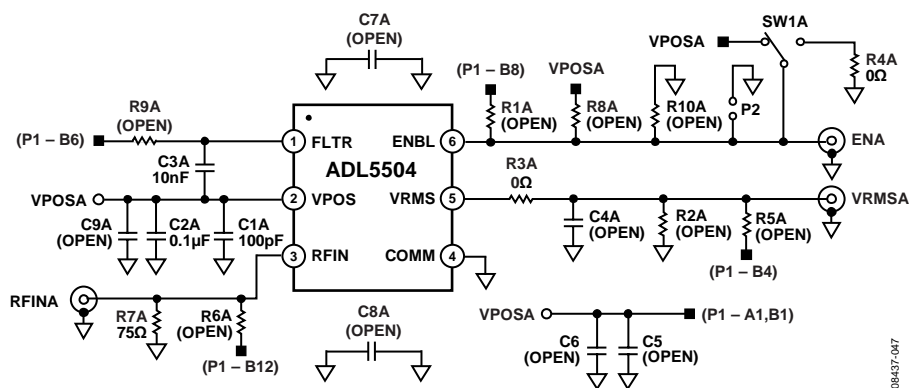 C7A
(OPEN)
VPOSA
SW1A
R4A
0Ω
(P1 – B8)
VPOSA
R1A
(OPEN)
R8A
(OPEN)
R10A
(OPEN)
P2
R9A
(OPEN)
(P1 – B6)
C3A
10nF
1
FLTR
ADL5504
ENBL
6
ENA
R3A
0Ω
VPOSA
2
VPOS
VRMS
5
VRMSA
C9A
(OPEN)
C2A
0.1µF
C1A
100pF
C4A
(OPEN)
R2A
(OPEN)
R5A
(OPEN)
(P1 – B4)
3
RFIN
COMM
4
RFINA
R7A
75Ω
R6A
(OPEN)
(P1 – B12)
C8A
(OPEN)
VPOSA
(P1 – A1,B1)
C6
(OPEN)
C5
(OPEN)
08437-047